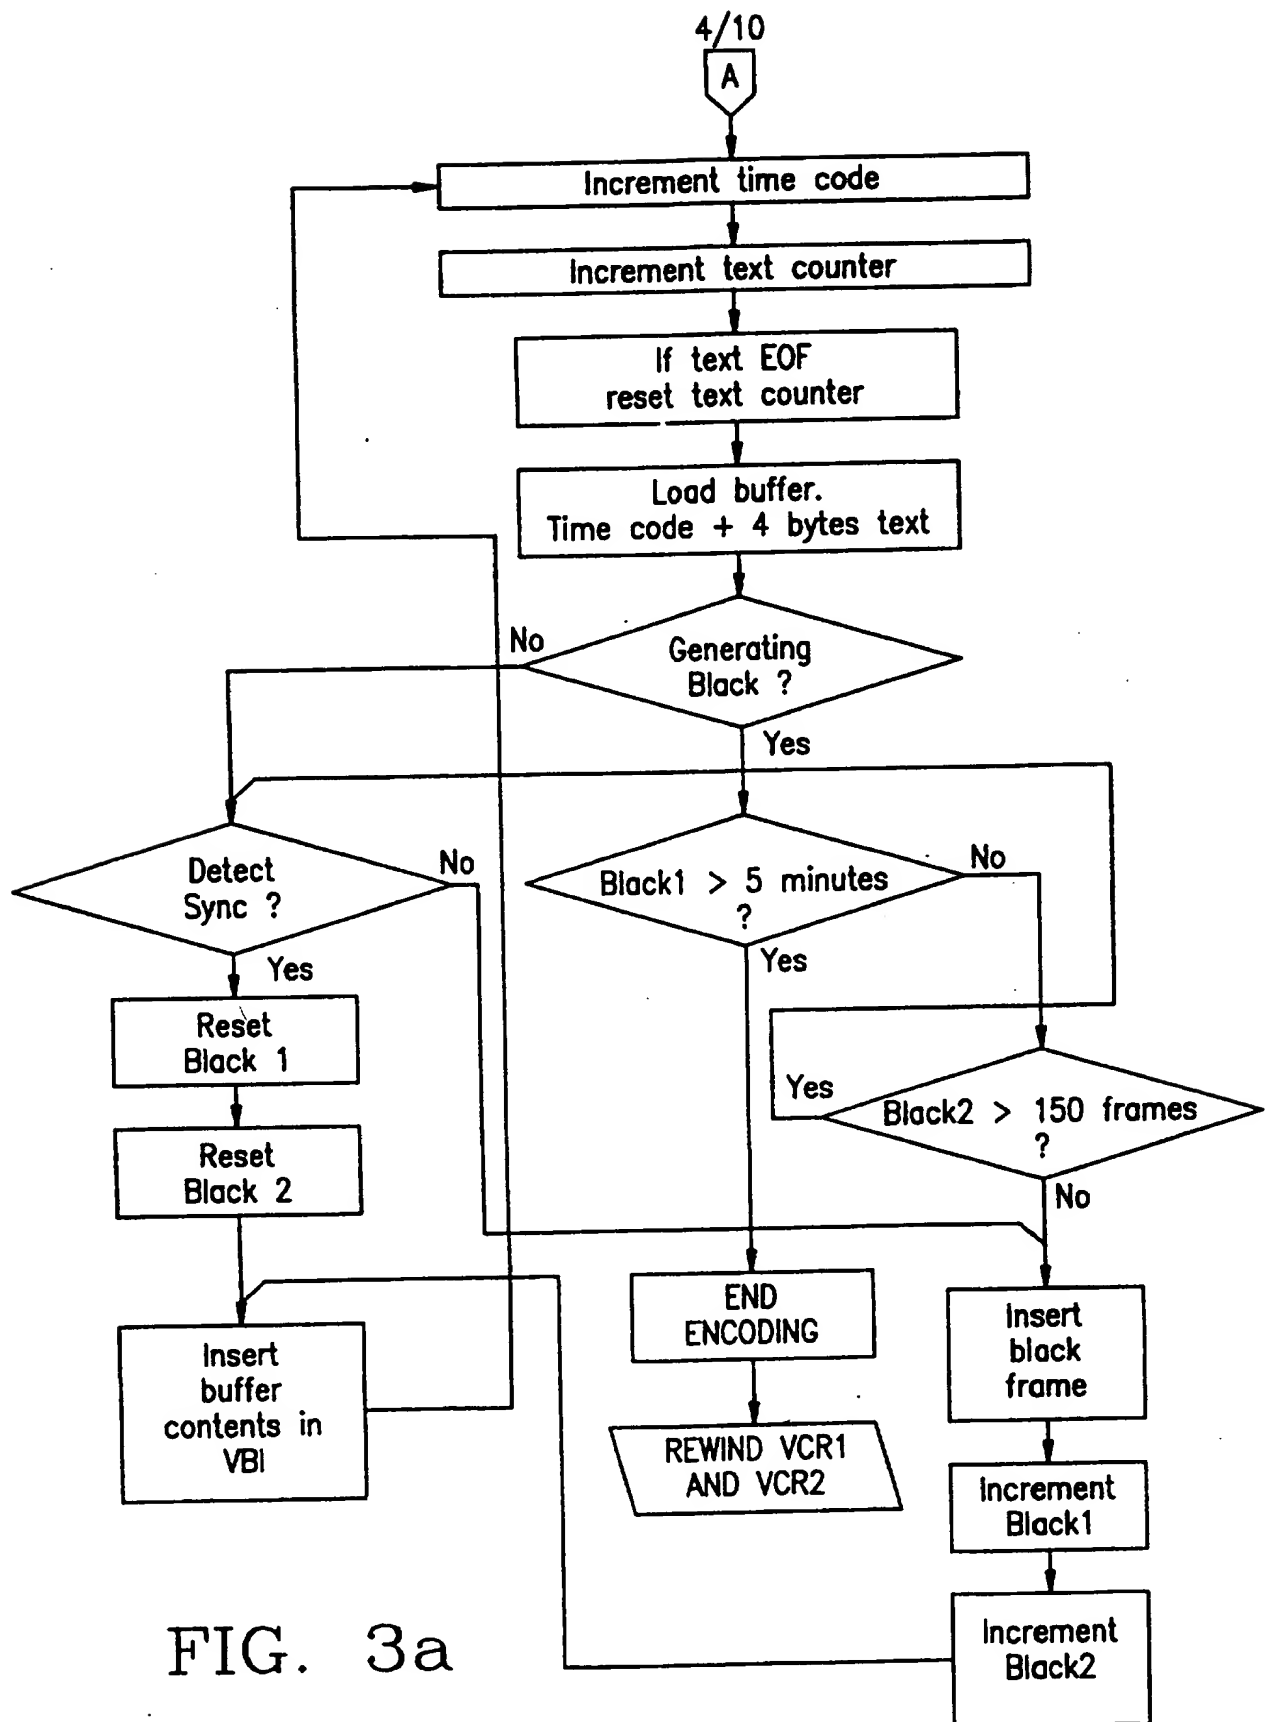 4/10
A
Increment time code
Increment text counter
If text EOF
reset text counter
Load buffer.
Time code + 4 bytes text
Generating
Black ?
No
Yes
Detect
Sync ?
No
Yes
Black1 > 5 minutes
?
No
Yes
Reset
Black 1
Reset
Black 2
Black2 > 150 frames
?
Yes
No
Insert
buffer
contents in
VBI
END
ENCODING
REWIND VCR1
AND VCR2
Insert
black
frame
Increment
Black1
Increment
Black2
FIG. 3a